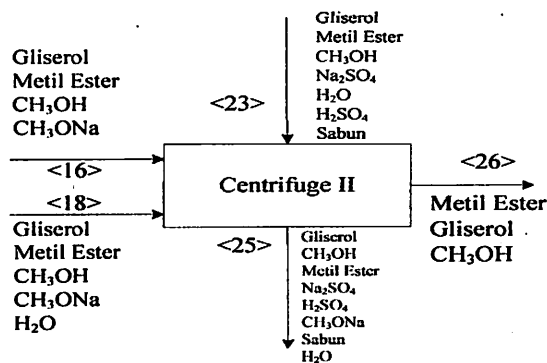 Gliserol
Metil Ester
CH₃OH
CH₃ONa
<16>
<18>
Gliserol
Metil Ester
CH₃OH
CH₃ONa
H₂O
Gliserol
Metil Ester
CH₃OH
Na₂SO₄
H₂O
H₂SO₄
Sabun
<23>
Centrifuge II
<26>
Metil Ester
Gliserol
CH₃OH
<25>
Gliserol
CH₃OH
Metil Ester
Na₂SO₄
H₂SO₄
CH₃ONa
Sabun
H₂O